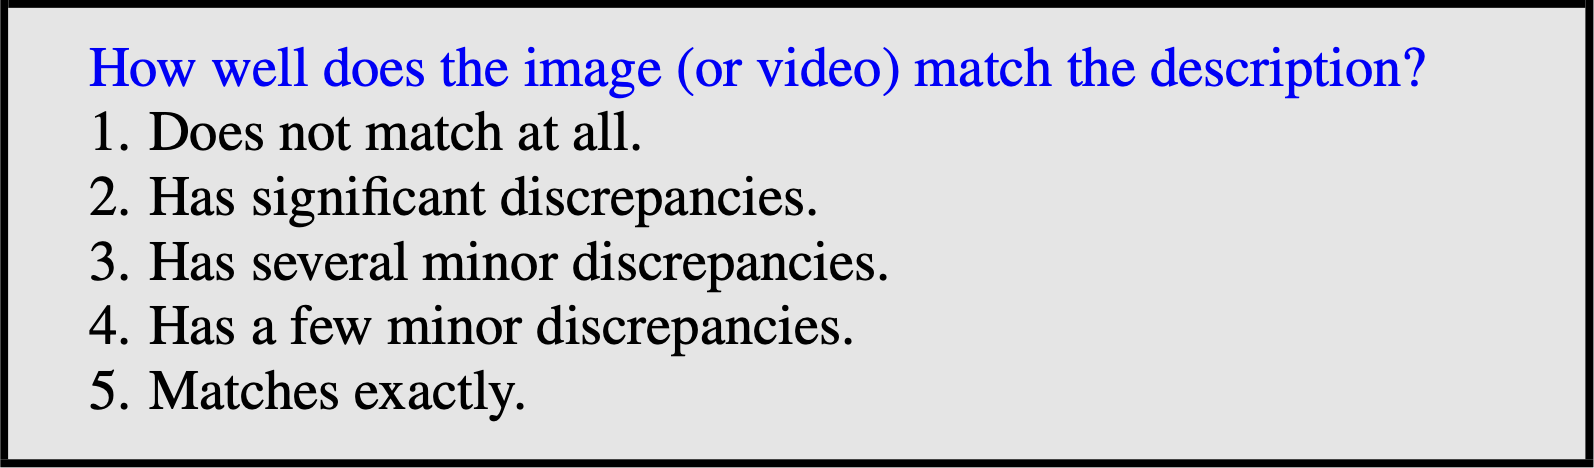 How well does the image (or video) match the description?
1. Does not match at all.
2. Has significant discrepancies.
3. Has several minor discrepancies.
4. Has a few minor discrepancies.
5. Matches exactly.